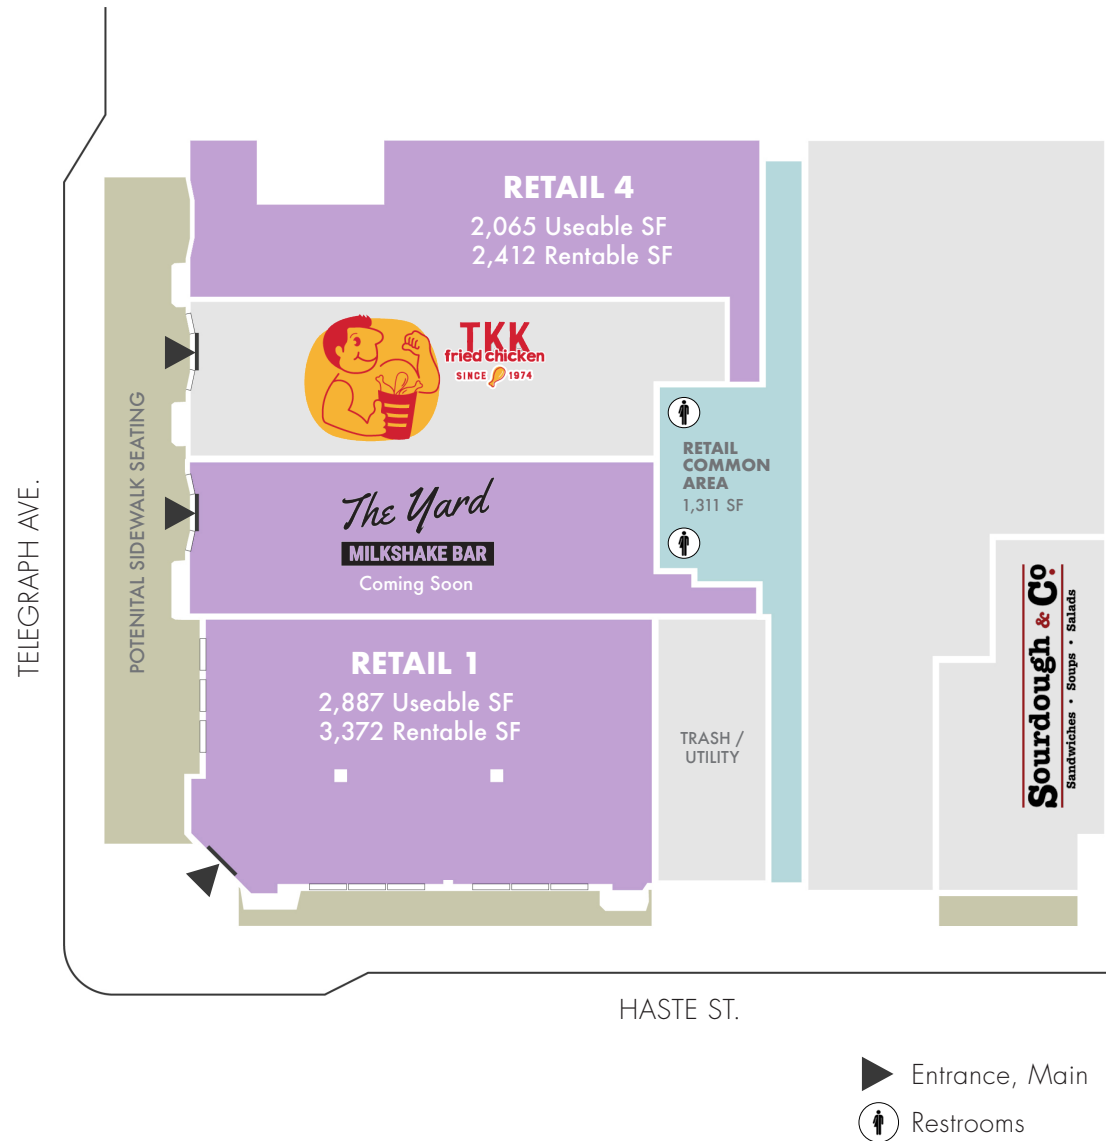 RETAIL 4
2,065 Useable SF
2,412 Rentable SF
TKK
fried chicken
SINCE 1974
RETAIL
COMMON
AREA
1,311 SF
The Yard
MILKSHAKE BAR
Coming Soon
POTENITAL SIDEWALK SEATING
TELEGRAPH AVE.
RETAIL 1
2,887 Useable SF
3,372 Rentable SF
TRASH /
UTILITY
Sourdough & Co.
Sandwiches • Soups • Salads
HASTE ST.
Entrance, Main
Restrooms